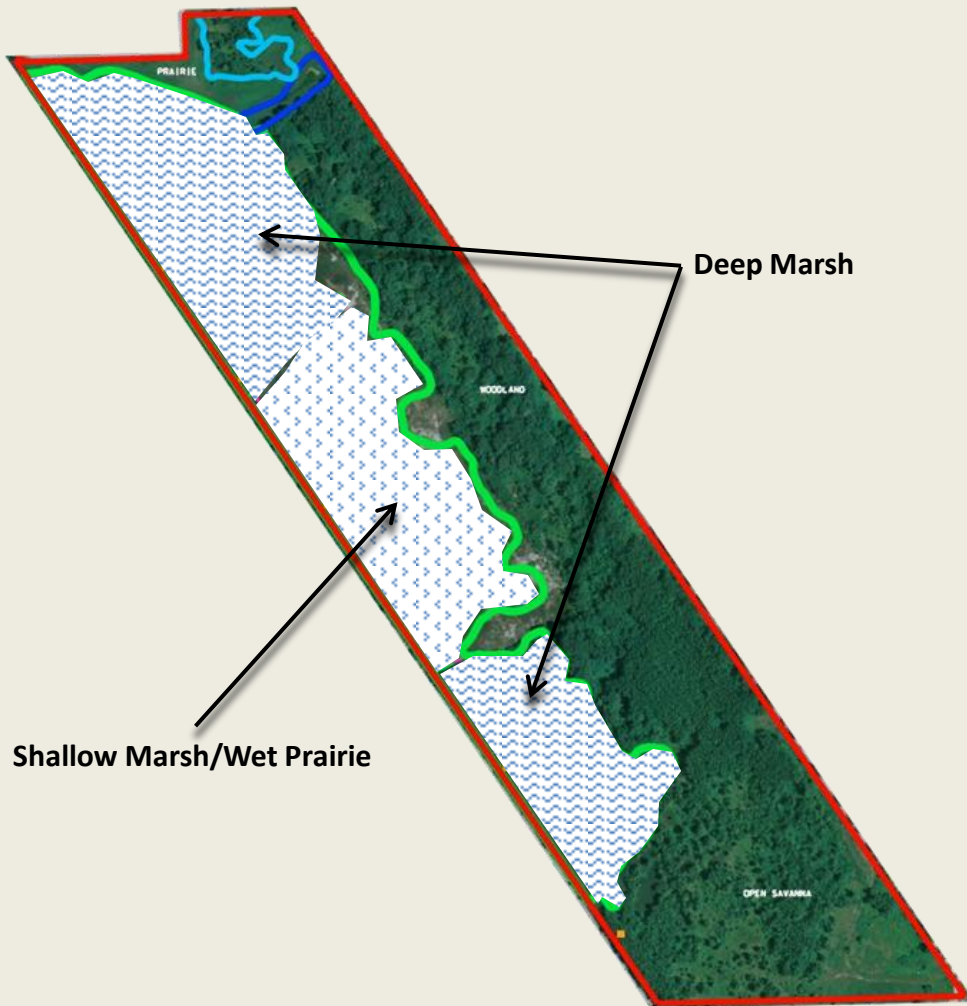 PRAIRIE
Deep Marsh
WOODLAND
Shallow Marsh/Wet Prairie
OPEN SAVANNA